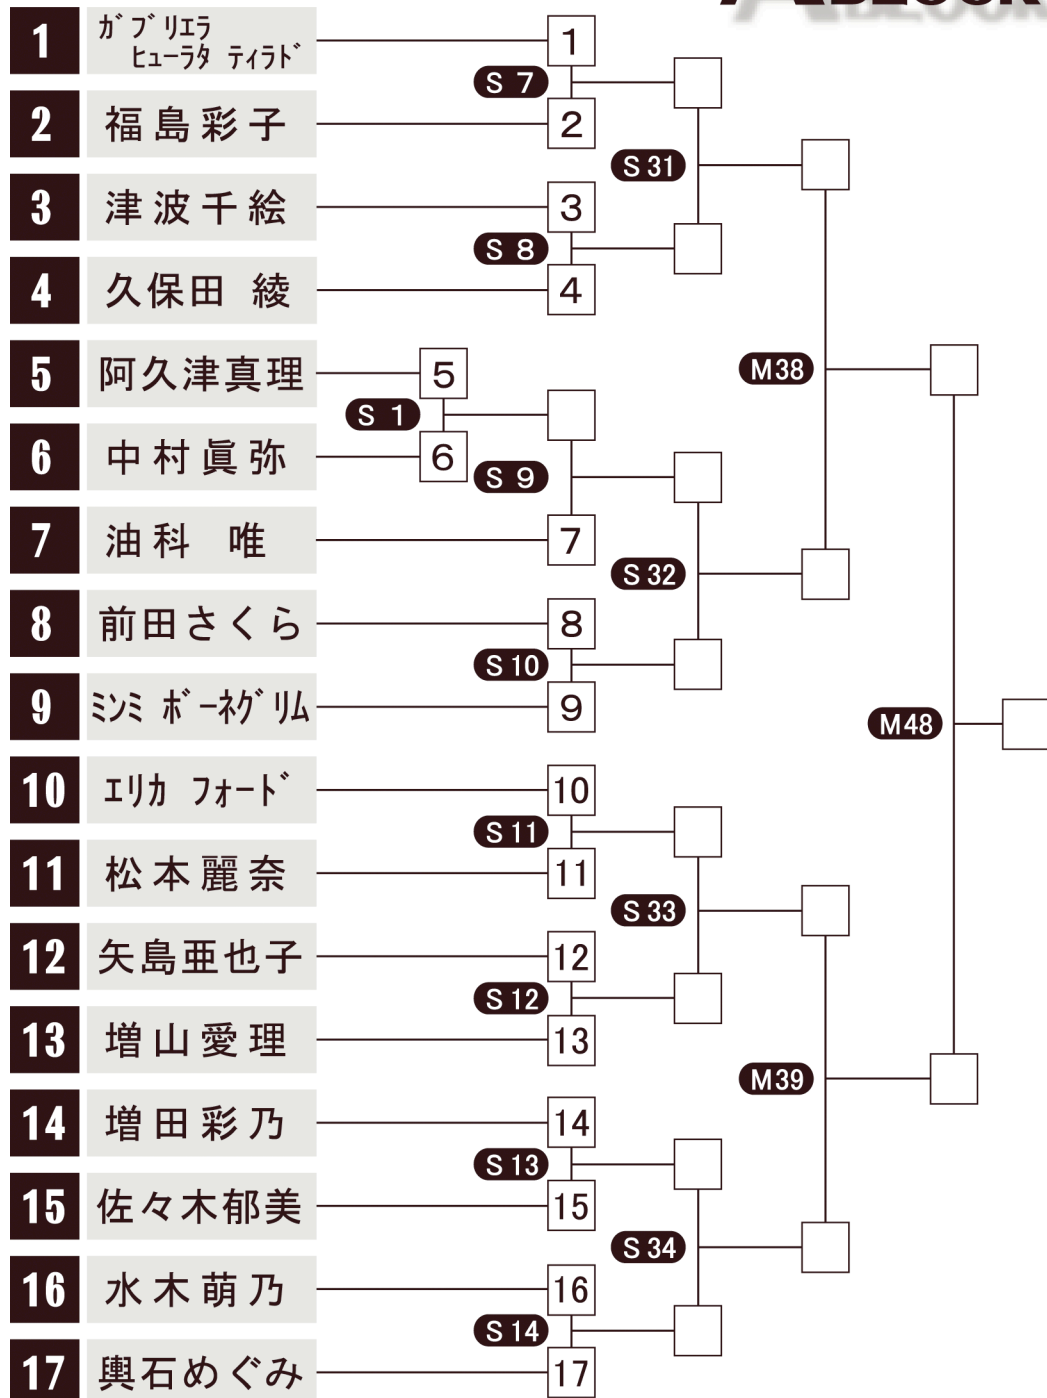 1 ガブリエラ
ヒューラタ ティラド 1
S 7
2 福島彩子 2
S 31
3 津波千絵 3
S 8
4 久保田 綾 4
5 阿久津真理 5
M38
S 1
6 中村眞弥 6
S 9
7 油科 唯 7
S 32
8 前田さくら 8
S 10
9 ミンミ ボーネグリム 9
M48
10 エリカ フォード 10
S 11
11 松本麗奈 11
S 33
12 矢島亜也子 12
S 12
13 増山愛理 13
M39
14 増田彩乃 14
S 13
15 佐々木郁美 15
S 34
16 水木萌乃 16
S 14
17 輿石めぐみ 17